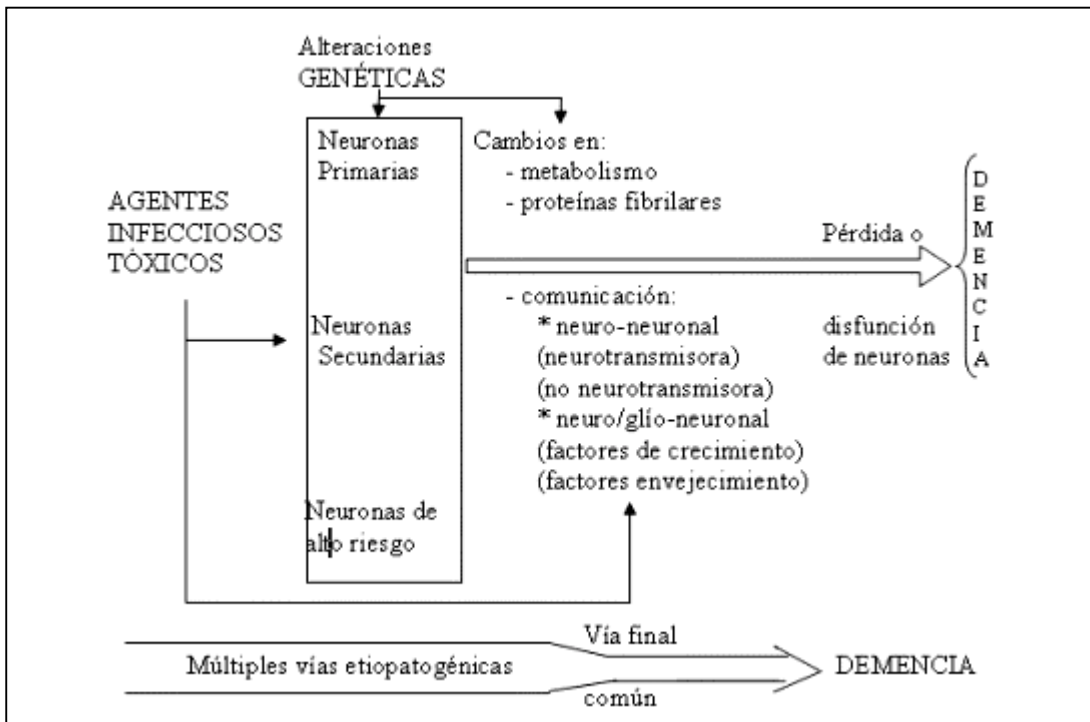 Alteraciones
GENÉTICAS
Neuronas
Primarias
Cambios en:
- metabolismo
- proteínas fibrilares
AGENTES
INFECCIOSOS
TÓXICOS
Pérdida o
DEMENCIA
- comunicación:
Neuronas
Secundarias
* neuro-neuronal
(neurotransmisora)
(no neurotransmisora)
* neuro/glío-neuronal
(factores de crecimiento)
(factores envejecimiento)
disfunción
de neuronas
Neuronas de
alto riesgo
Múltiples vías etiopatogénicas
Vía final
común
DEMENCIA